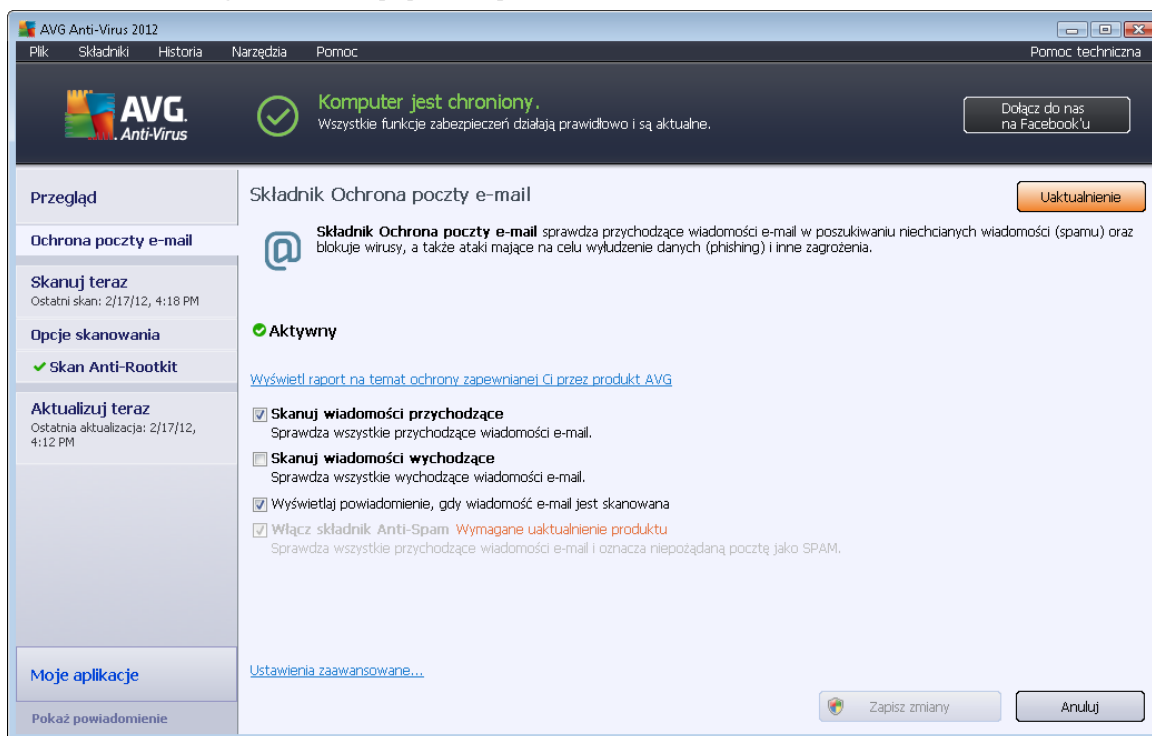 AVG Anti-Virus 2012
Plik Składniki Historia Narzędzia Pomoc Pomoc techniczna
AVG.
Anti-Virus
Komputer jest chroniony.
Wszystkie funkcje zabezpieczeń działają prawidłowo i są aktualne.
Dołącz do nas
na Facebook'u
Przegląd
Ochrona poczty e-mail
Skanuj teraz
Ostatni skan: 2/17/12, 4:18 PM
Opcje skanowania
Skan Anti-Rootkit
Aktualizuj teraz
Ostatnia aktualizacja: 2/17/12,
4:12 PM
Moje aplikacje
Pokaż powiadomienie
Składnik Ochrona poczty e-mail
Uaktualnienie
Składnik Ochrona poczty e-mail sprawdza przychodzące wiadomości e-mail w poszukiwaniu niechcianych wiadomości (spamu) oraz
blokuje wirusy, a także ataki mające na celu wyłudzenie danych (phishing) i inne zagrożenia.
Aktywny
Wyświetl raport na temat ochrony zapewnianej Ci przez produkt AVG
Skanuj wiadomości przychodzące
Sprawdza wszystkie przychodzące wiadomości e-mail.
Skanuj wiadomości wychodzące
Sprawdza wszystkie wychodzące wiadomości e-mail.
Wyświetlaj powiadomienie, gdy wiadomość e-mail jest skanowana
Włącz składnik Anti-Spam Wymagane uaktualnienie produktu
Sprawdza wszystkie przychodzące wiadomości e-mail i oznacza niepożądaną pocztę jako SPAM.
Ustawienia zaawansowane...
Zapisz zmiany
Anuluj